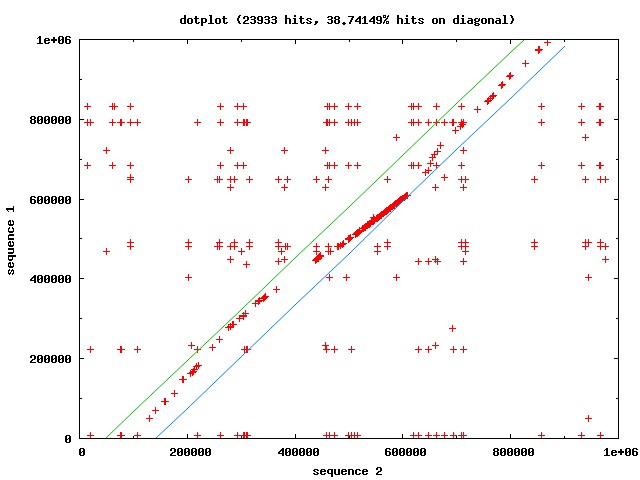 dotplot (23933 hits, 38.74149% hits on diagonal)
1e+06
800000
sequence 1
600000
400000
200000
0
0 200000 400000 600000 800000 1e+06
sequence 2